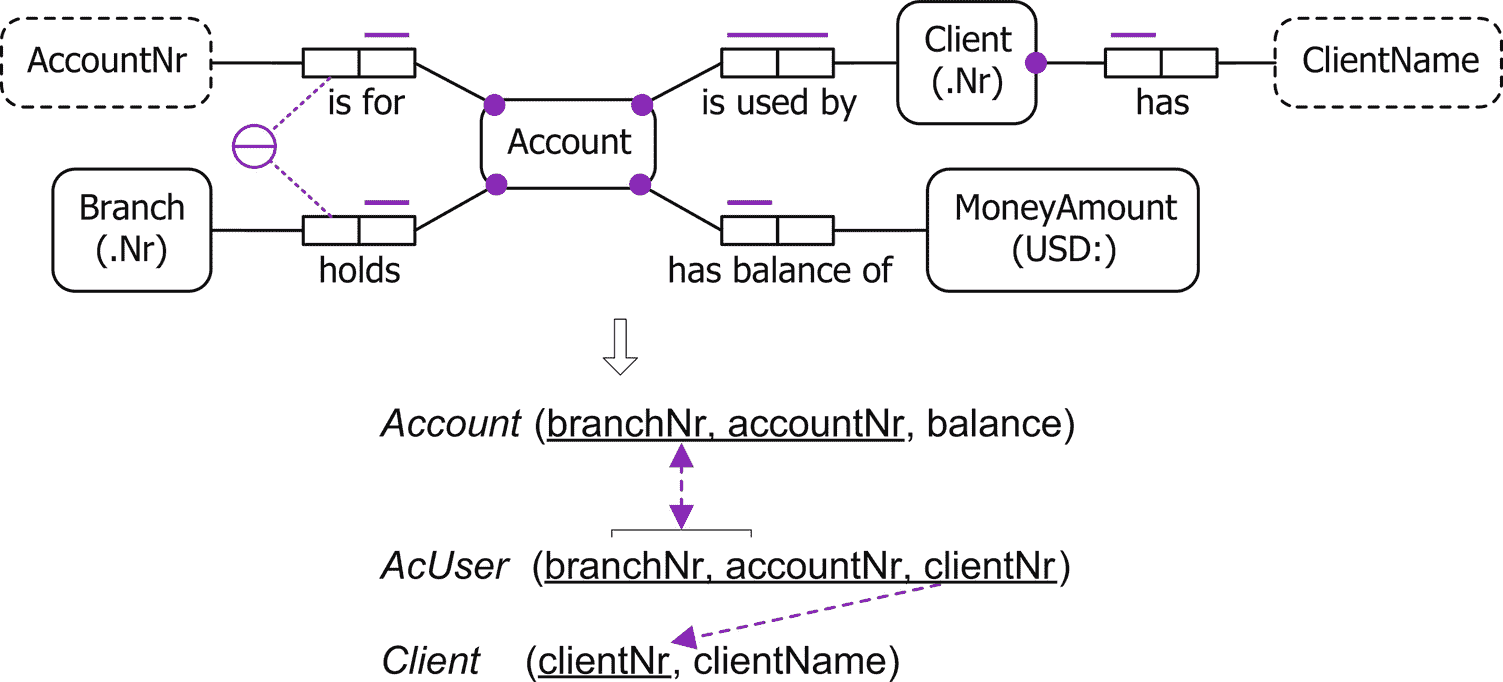 AccountNr
is for
is used by
Client
(.Nr)
has
ClientName
Account
Branch
(.Nr)
holds
has balance of
MoneyAmount
(USD:)
Account (branchNr, accountNr, balance)
AcUser (branchNr, accountNr, clientNr)
Client (clientNr, clientName)